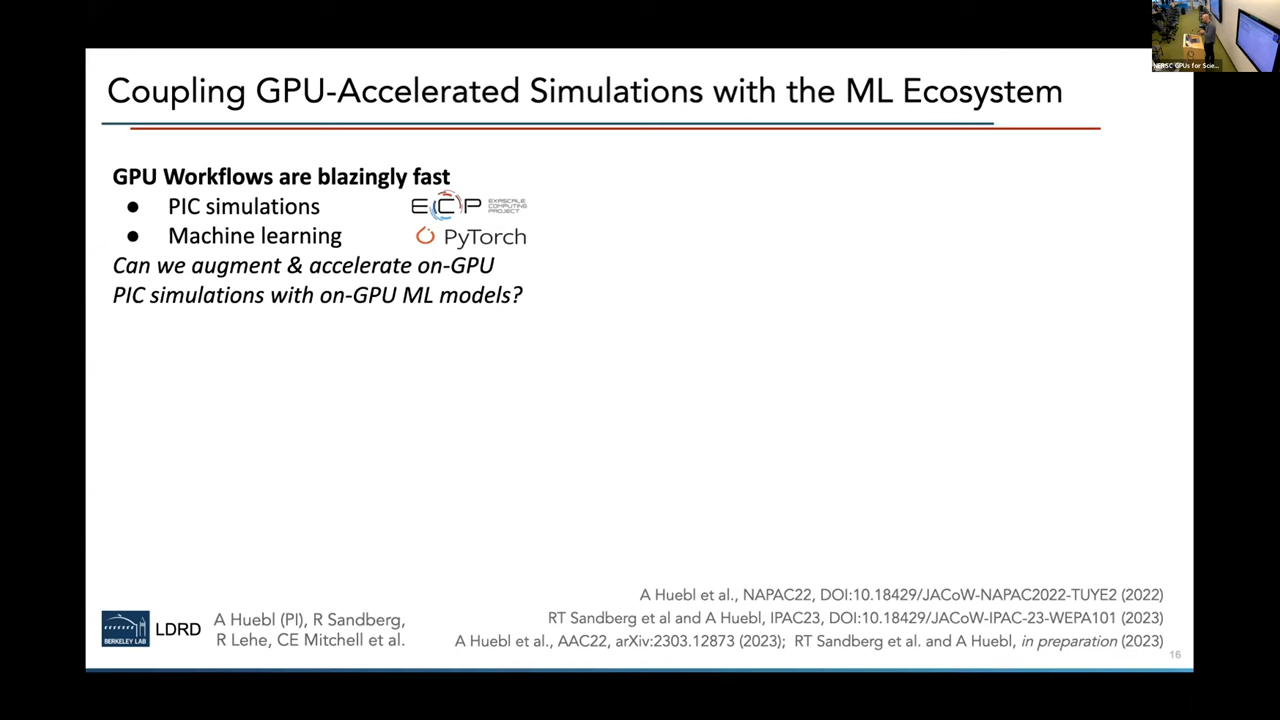 Coupling GPU-Accelerated Simulations with the ML Ecosystem
GPU Workflows are blazingly fast
● PIC simulations
ECP EXASCALE COMPUTING PROJECT
● Machine learning
PyTorch
Can we augment & accelerate on-GPU
PIC simulations with on-GPU ML models?
A Huebl et al., NAPAC22, DOI:10.18429/JACoW-NAPAC2022-TUYE2 (2022)
RT Sandberg et al and A Huebl, IPAC23, DOI:10.18429/JACoW-IPAC-23-WEPA101 (2023)
A Huebl et al., AAC22, arXiv:2303.12873 (2023); RT Sandberg et al. and A Huebl, in preparation (2023)
BERKELEY LAB
LDRD
A Huebl (PI), R Sandberg,
R Lehe, CE Mitchell et al.
16
NERSC GPUs for Scie...